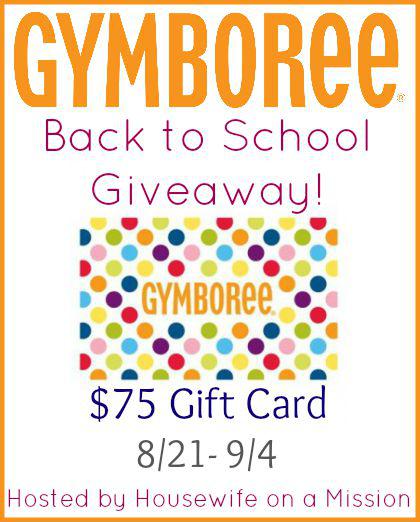 GYMBOREE®
Back to School
Giveaway!
GYMBOREE®
$75 Gift Card
8/21- 9/4
Hosted by Housewife on a Mission